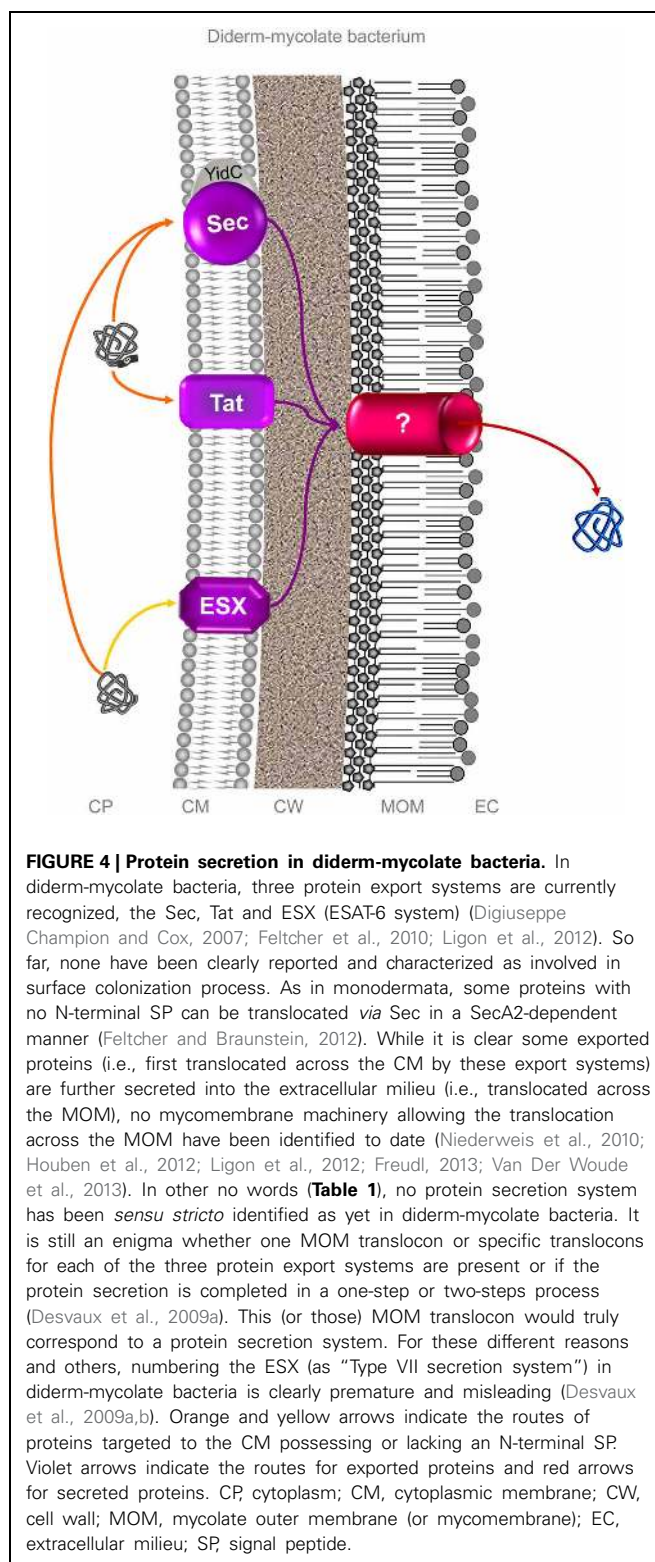 Diderm-mycolate bacterium
YidC
Sec
Tat
?
ESX
CP CM CW MOM EC
FIGURE 4 | Protein secretion in diderm-mycolate bacteria. In
diderm-mycolate bacteria, three protein export systems are currently
recognized, the Sec, Tat and ESX (ESAT-6 system) (Digiuseppe
Champion and Cox, 2007; Feltcher et al., 2010; Ligon et al., 2012). So
far, none have been clearly reported and characterized as involved in
surface colonization process. As in monodermata, some proteins with
no N-terminal SP can be translocated via Sec in a SecA2-dependent
manner (Feltcher and Braunstein, 2012). While it is clear some exported
proteins (i.e., first translocated across the CM by these export systems)
are further secreted into the extracellular milieu (i.e., translocated across
the MOM), no mycomembrane machinery allowing the translocation
across the MOM have been identified to date (Niederweis et al., 2010;
Houben et al., 2012; Ligon et al., 2012; Freudl, 2013; Van Der Woude
et al., 2013). In other no words (Table 1), no protein secretion system
has been sensu stricto identified as yet in diderm-mycolate bacteria. It
is still an enigma whether one MOM translocon or specific translocons
for each of the three protein export systems are present or if the
protein secretion is completed in a one-step or two-steps process
(Desvaux et al., 2009a). This (or those) MOM translocon would truly
correspond to a protein secretion system. For these different reasons
and others, numbering the ESX (as “Type VII secretion system”) in
diderm-mycolate bacteria is clearly premature and misleading (Desvaux
et al., 2009a,b). Orange and yellow arrows indicate the routes of
proteins targeted to the CM possessing or lacking an N-terminal SP.
Violet arrows indicate the routes for exported proteins and red arrows
for secreted proteins. CP, cytoplasm; CM, cytoplasmic membrane; CW,
cell wall; MOM, mycolate outer membrane (or mycomembrane); EC,
extracellular milieu; SP, signal peptide.